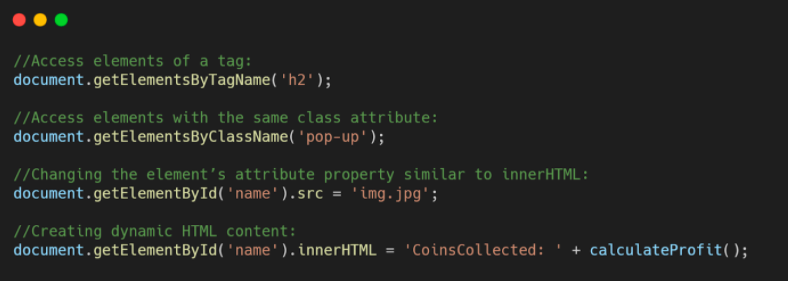 //Access elements of a tag:
document.getElementsByTagName('h2');
//Access elements with the same class attribute:
document.getElementsByClassName('pop-up');
//Changing the element’s attribute property similar to innerHTML:
document.getElementById('name').src = 'img.jpg';
//Creating dynamic HTML content:
document.getElementById('name').innerHTML = 'CoinsCollected: ' + calculateProfit();